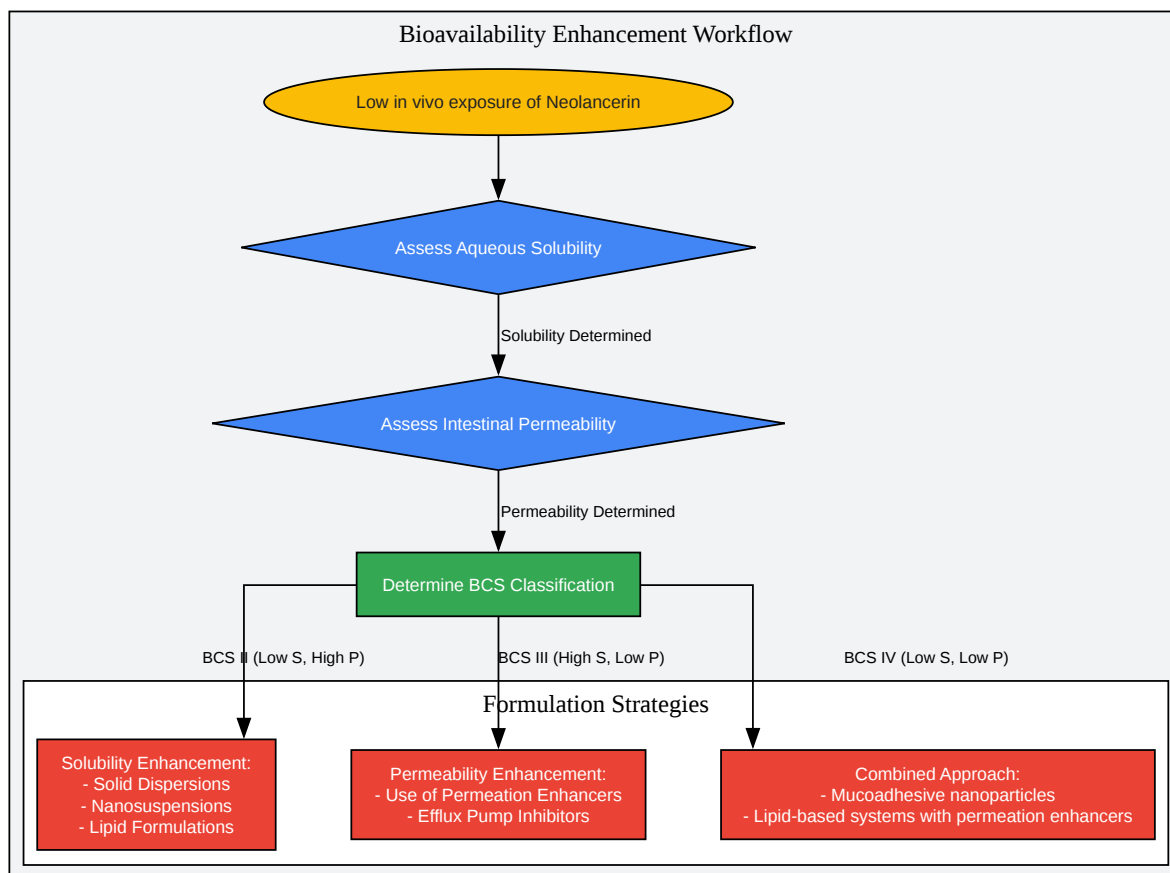 Bioavailability Enhancement Workflow
Low in vivo exposure of Neolancerin
Assess Aqueous Solubility
Solubility Determined
Assess Intestinal Permeability
Permeability Determined
Determine BCS Classification
BCS II (Low S, High P)
BCS III (High S, Low P)
BCS IV (Low S, Low P)
Formulation Strategies
Solubility Enhancement:
- Solid Dispersions
- Nanosuspensions
- Lipid Formulations
Permeability Enhancement:
- Use of Permeation Enhancers
- Efflux Pump Inhibitors
Combined Approach:
- Mucoadhesive nanoparticles
- Lipid-based systems with permeation enhancers